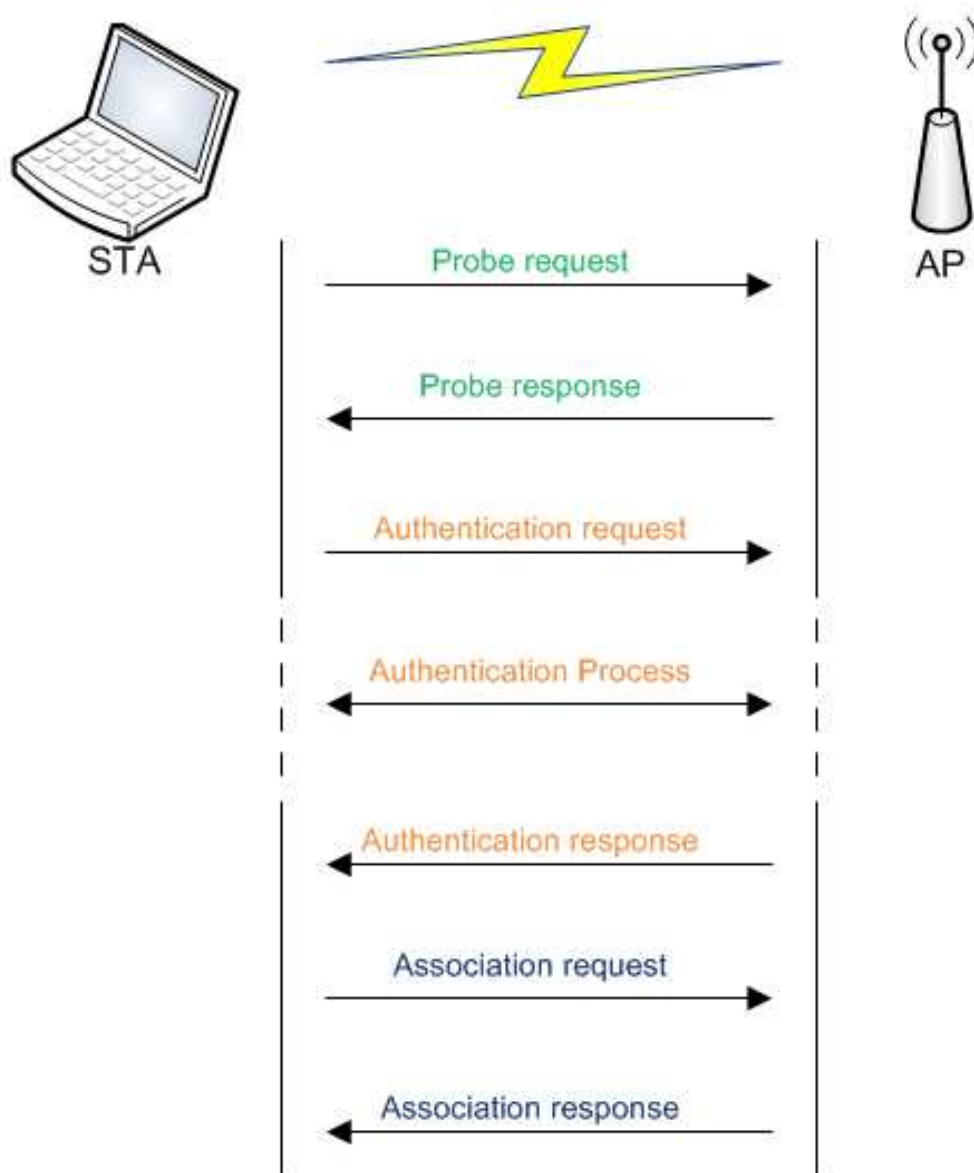 STA
AP
Probe request
Probe response
Authentication request
Authentication Process
Authentication response
Association request
Association response